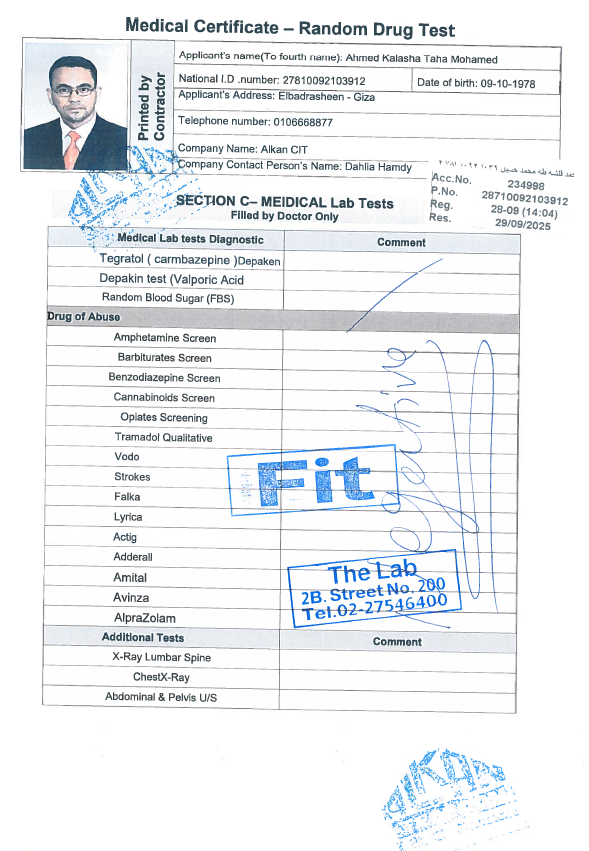 Medical Certificate – Random Drug Test
Printed by Contractor
Applicant's name(To fourth name): Ahmed Kalasha Taha Mohamed
National I.D .number: 27810092103912
Date of birth: 09-10-1978
Applicant's Address: Elbadrasheen - Giza
Telephone number: 0106668877
Company Name: Alkan CIT
Company Contact Person's Name: Dahlia Hamdy
Acc.No. 234998
P.No. 28710092103912
Reg. 28-09 (14:04)
Res. 29/09/2025
SECTION C– MEIDICAL Lab Tests
Filled by Doctor Only
Medical Lab tests Diagnostic
Comment
Tegratol ( carmbazepine )Depaken
Depakin test (Valporic Acid
Random Blood Sugar (FBS)
Drug of Abuse
Amphetamine Screen
Barbiturates Screen
Benzodiazepine Screen
Cannabinoids Screen
Opiates Screening
Tramadol Qualitative
Vodo
Strokes
Falka
Lyrica
Actig
Adderall
Amital
Avinza
AlpraZolam
Negative
Fit
The Lab
2B. Street No. 200
Tel.02-27546400
Additional Tests
Comment
X-Ray Lumbar Spine
ChestX-Ray
Abdominal & Pelvis U/S